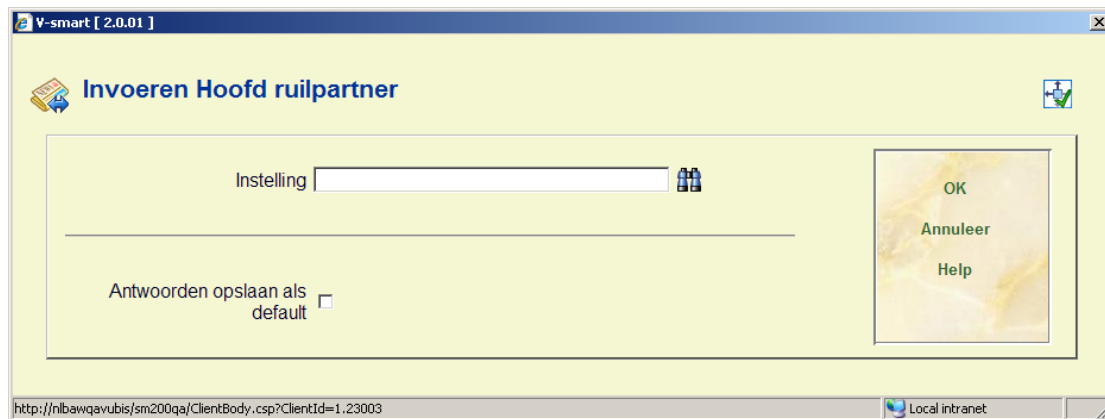 V-smart [ 2.0.01 ]
Invoeren Hoofd ruilpartner
Instelling
OK
Annuleer
Help
Antwoorden opslaan als
default
http://nlbawqavubis/sm200qa/ClientBody.csp?ClientId=1.23003
Local intranet